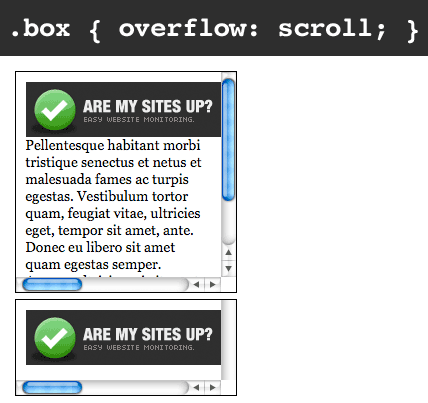 .box { overflow: scroll; }
ARE MY SITES UP?
EASY WEBSITE MONITORING.
Pellentesque habitant morbi
tristique senectus et netus et
malesuada fames ac turpis
egestas. Vestibulum tortor
quam, feugiat vitae, ultricies
eget, tempor sit amet, ante.
Donec eu libero sit amet
quam egestas semper.
ARE MY SITES UP?
EASY WEBSITE MONITORING.